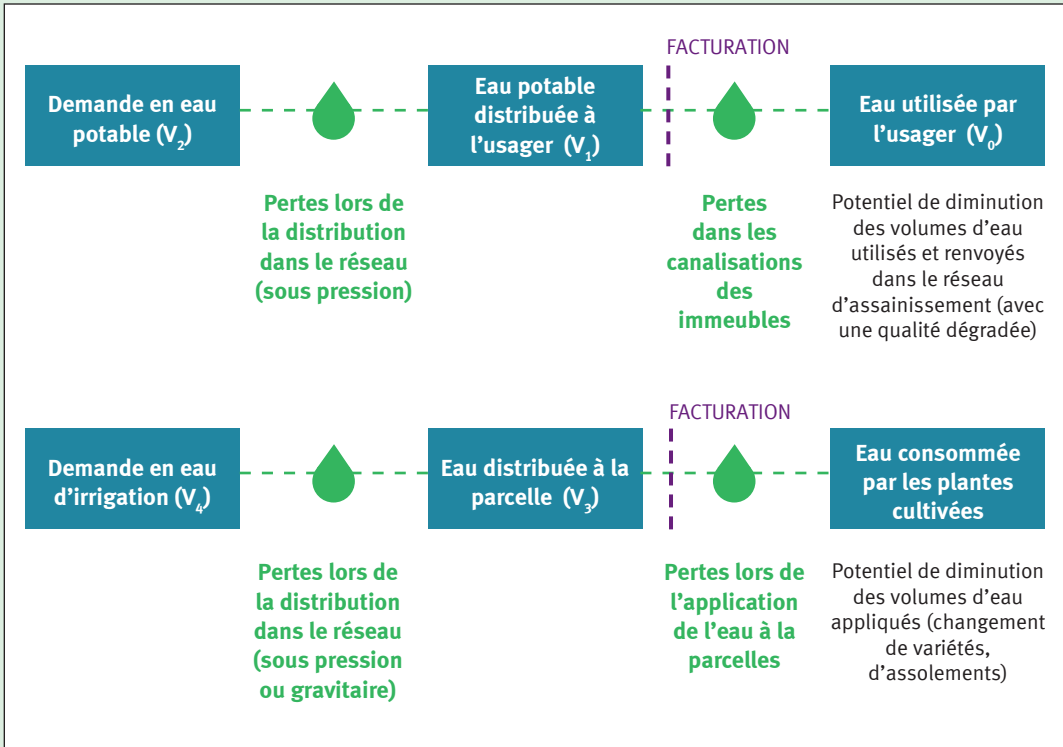 FACTURATION
Demande en eau
potable (V₂)
Eau potable
distribuée à
l’usager (V₁)
Eau utilisée par
l’usager (V₀)
Pertes lors de
la distribution
dans le réseau
(sous pression)
Pertes
dans les
canalisations
des
immeubles
Potentiel de diminution
des volumes d’eau
utilisés et renvoyés
dans le réseau
d’assainissement (avec
une qualité dégradée)
FACTURATION
Demande en eau
d’irrigation (V₄)
Eau distribuée à la
parcelle (V₃)
Eau consommée
par les plantes
cultivées
Pertes lors de
la distribution
dans le réseau
(sous pression
ou gravitaire)
Pertes lors de
l’application
de l’eau à la
parcelles
Potentiel de diminution
des volumes d’eau
appliqués (changement
de variétés,
d’assolements)